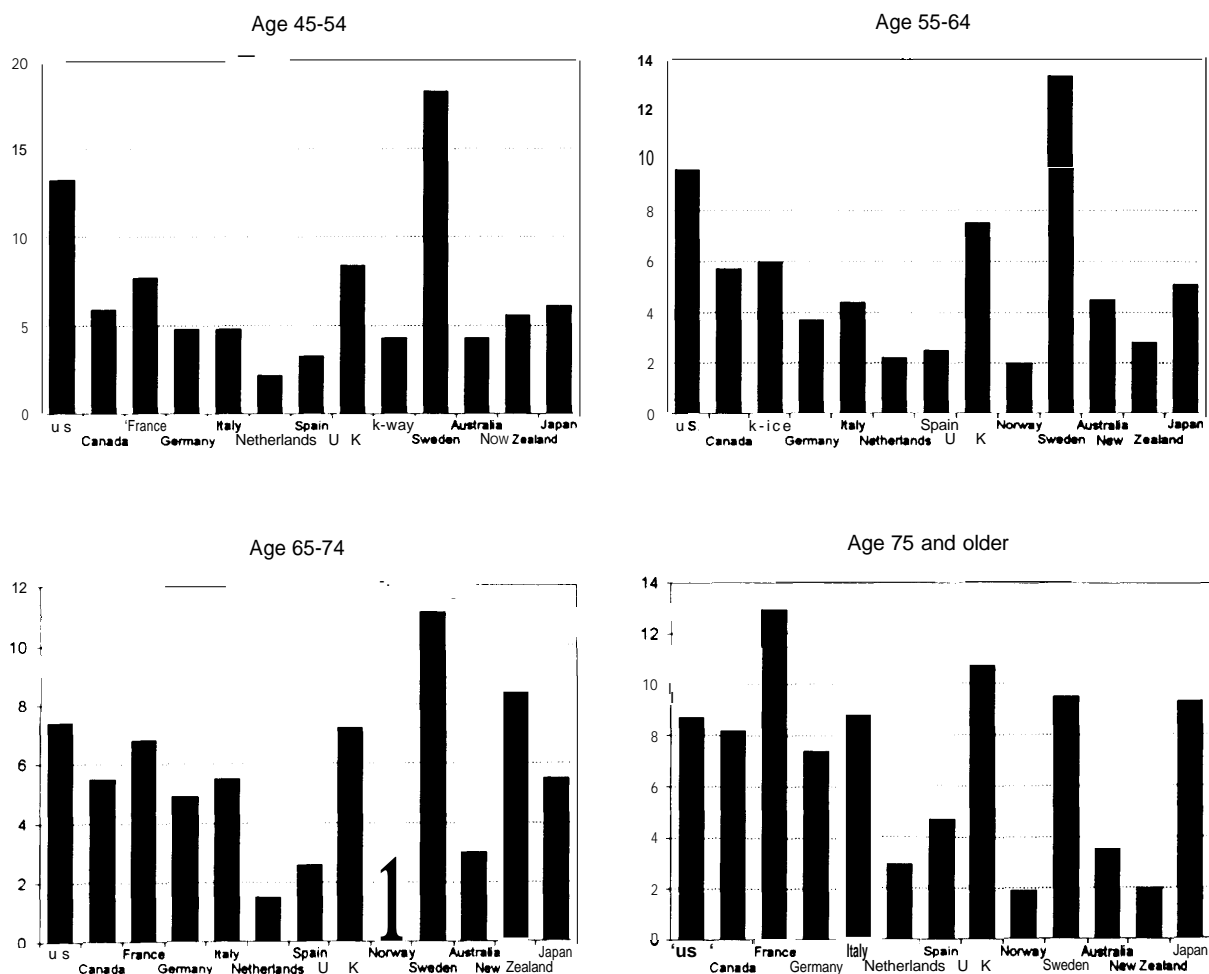 Age 45-54
20
15
10
5
0
u s 'France Italy Spain k-way Australia Japan
Canada Germany Netherlands U K Sweden Now Zealand
Age 55-64
14
12
10
8
6
4
2
0
us k-ice Italy Spain Norway Australia Japan
Canada Germany Netherlands U K Sweden New Zealand
Age 65-74
12
10
8
6
4
2
0
u s France Italy Spain Norway Australia Japan
Canada Germany Netherlands U K Sweden New Zealand
1
Age 75 and older
14
12
10
8
6
4
2
0
'us ' France Italy Spain Norway Australia Japan
Canada Germany Netherlands U K Sweden New Zealand